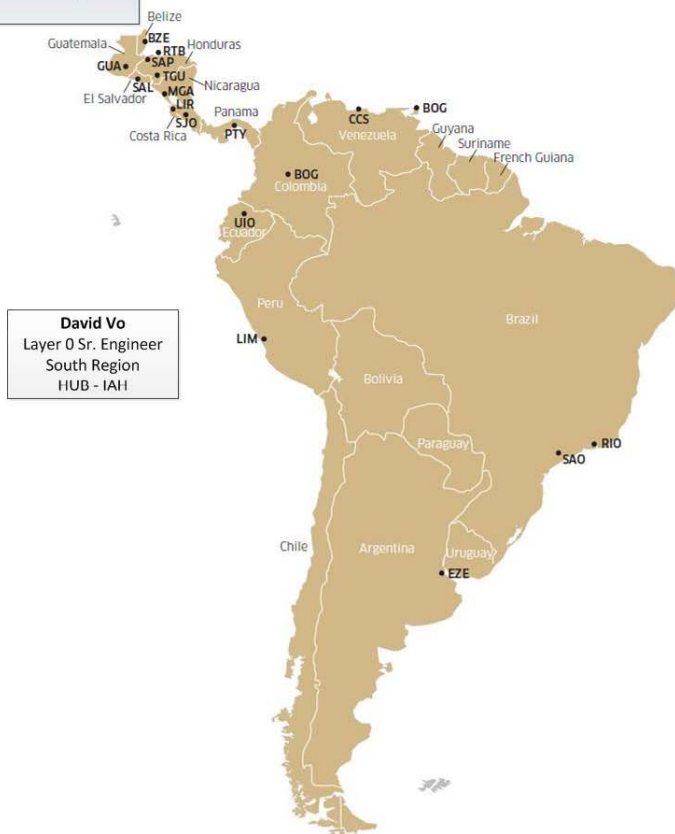 Belize
Guatemala
BZE
RTB
Honduras
GUA
SAP
TGU
SAL
Nicaragua
MGA
El Salvador
LIR
Panama
SJO
Costa Rica
PTY
CCS
BOG
Venezuela
Guyana
Suriname
French Guiana
BOG
Colombia
UIO
Ecuador
Peru
Brazil
David Vo
Layer 0 Sr. Engineer
South Region
HUB - IAH
LIM
Bolivia
Paraguay
RIO
SAO
Chile
Argentina
Uruguay
EZE